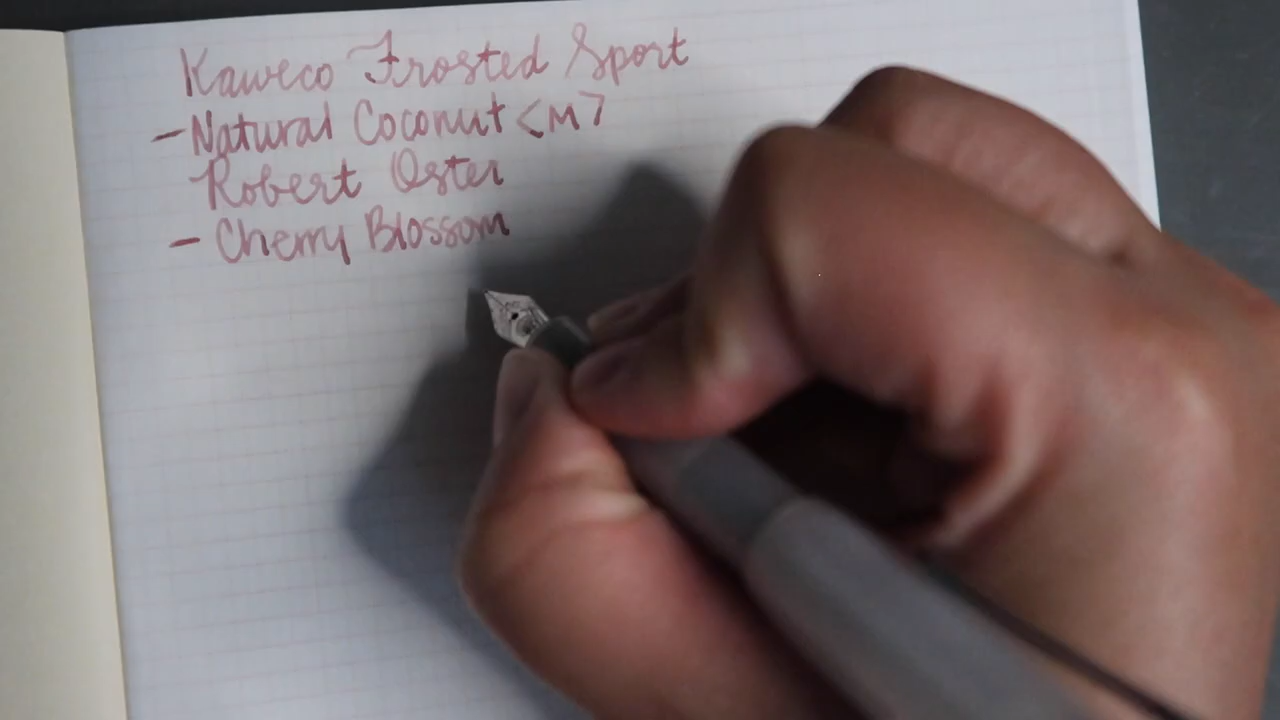 Kaweco Frosted Sport
- Natural Coconut <M>
Robert Oster
- Cherry Blossom